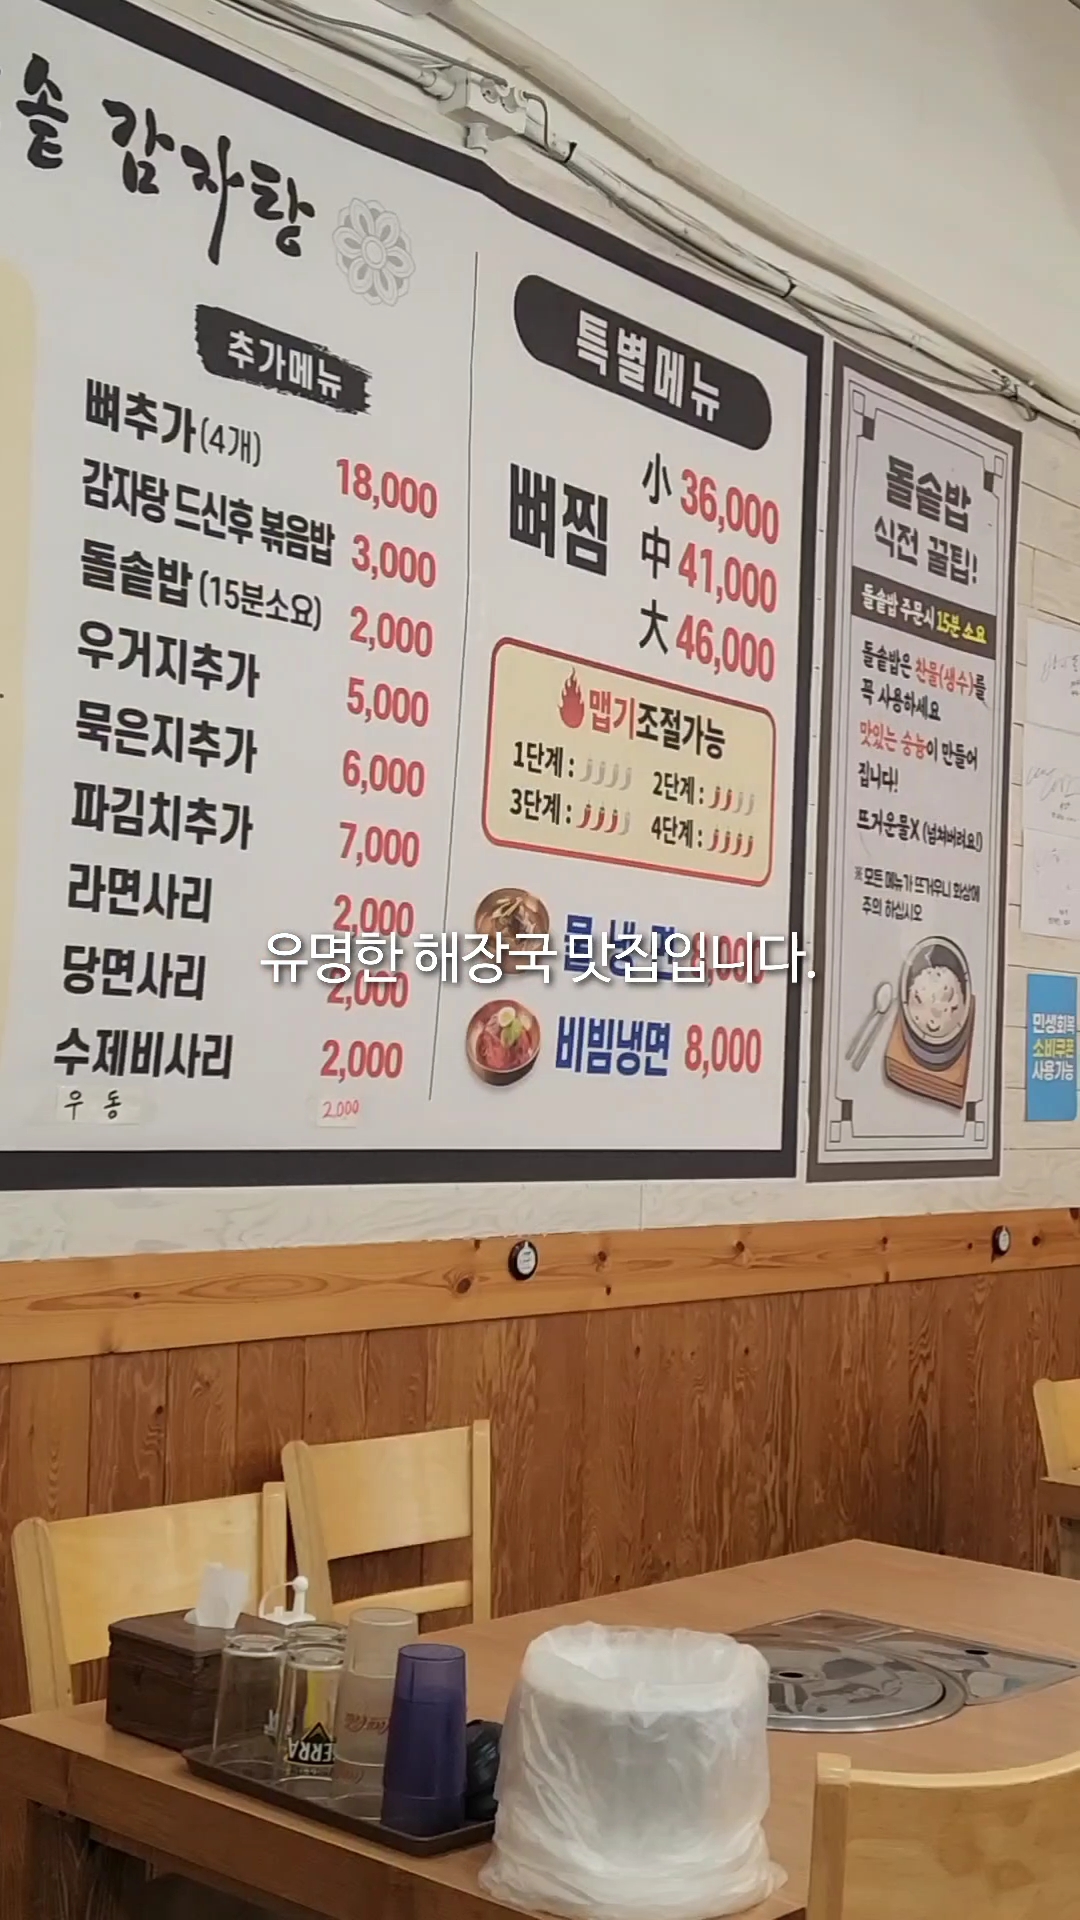 솥 감자탕
추가메뉴
뼈추가(4개) 18,000
감자탕 드신후 볶음밥 3,000
돌솥밥 (15분소요) 2,000
우거지추가 5,000
묵은지추가 6,000
파김치추가 7,000
라면사리 2,000
당면사리 2,000
수제비사리 2,000
우동 2,000
특별메뉴
뼈찜
小 36,000
中 41,000
大 46,000
맵기조절가능
1단계 : 2단계 :
3단계 : 4단계 :
물냉면 8,000
비빔냉면 8,000
유명한 해장국 맛집입니다.
돌솥밥
식전 꿀팁!
돌솥밥 주문시 15분 소요
돌솥밥은 찬물(생수)를
꼭 사용하세요
맛있는 숭늉이 만들어
집니다!
뜨거운물X (넘쳐버려요!)
※모든 메뉴가 뜨거우니 화상에
주의 하십시오
민생회복
소비쿠폰
사용가능